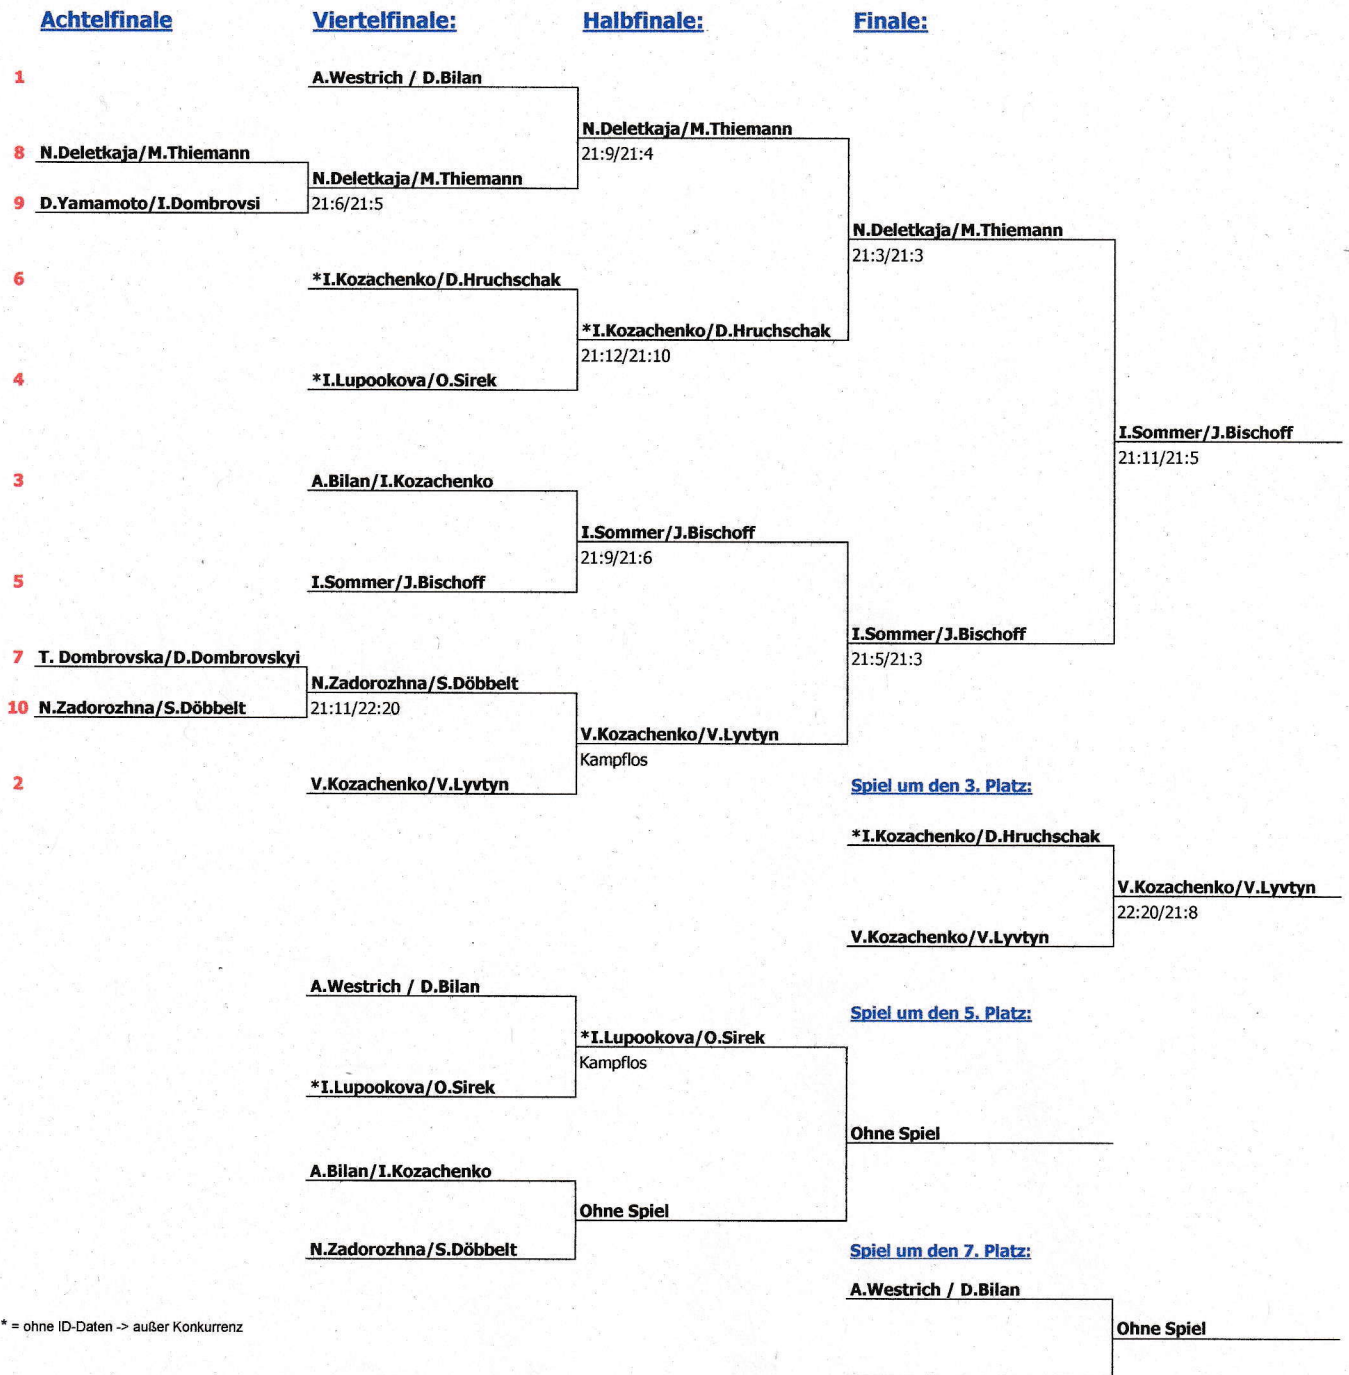 Achtelfinale Viertelfinale: Halbfinale: Finale:
1 A.Westrich / D.Bilan
N.Deletkaja/M.Thiemann
8 N.Deletkaja/M.Thiemann 21:9/21:4
N.Deletkaja/M.Thiemann
9 D.Yamamoto/I.Dombrovsi 21:6/21:5
N.Deletkaja/M.Thiemann
21:3/21:3
6 *I.Kozachenko/D.Hruchschak
*I.Kozachenko/D.Hruchschak
21:12/21:10
4 *I.Lupookova/O.Sirek
I.Sommer/J.Bischoff
21:11/21:5
3 A.Bilan/I.Kozachenko
I.Sommer/J.Bischoff
21:9/21:6
5 I.Sommer/J.Bischoff
I.Sommer/J.Bischoff
7 T. Dombrovska/D.Dombrovskyi 21:5/21:3
N.Zadorozhna/S.Döbbelt
10 N.Zadorozhna/S.Döbbelt 21:11/22:20
V.Kozachenko/V.Lyvtyn
Kampflos
2 V.Kozachenko/V.Lyvtyn Spiel um den 3. Platz:
*I.Kozachenko/D.Hruchschak
V.Kozachenko/V.Lyvtyn
22:20/21:8
V.Kozachenko/V.Lyvtyn
A.Westrich / D.Bilan
Spiel um den 5. Platz:
*I.Lupookova/O.Sirek
Kampflos
*I.Lupookova/O.Sirek
Ohne Spiel
A.Bilan/I.Kozachenko
Ohne Spiel
N.Zadorozhna/S.Döbbelt Spiel um den 7. Platz:
A.Westrich / D.Bilan
* = ohne ID-Daten -> außer Konkurrenz Ohne Spiel